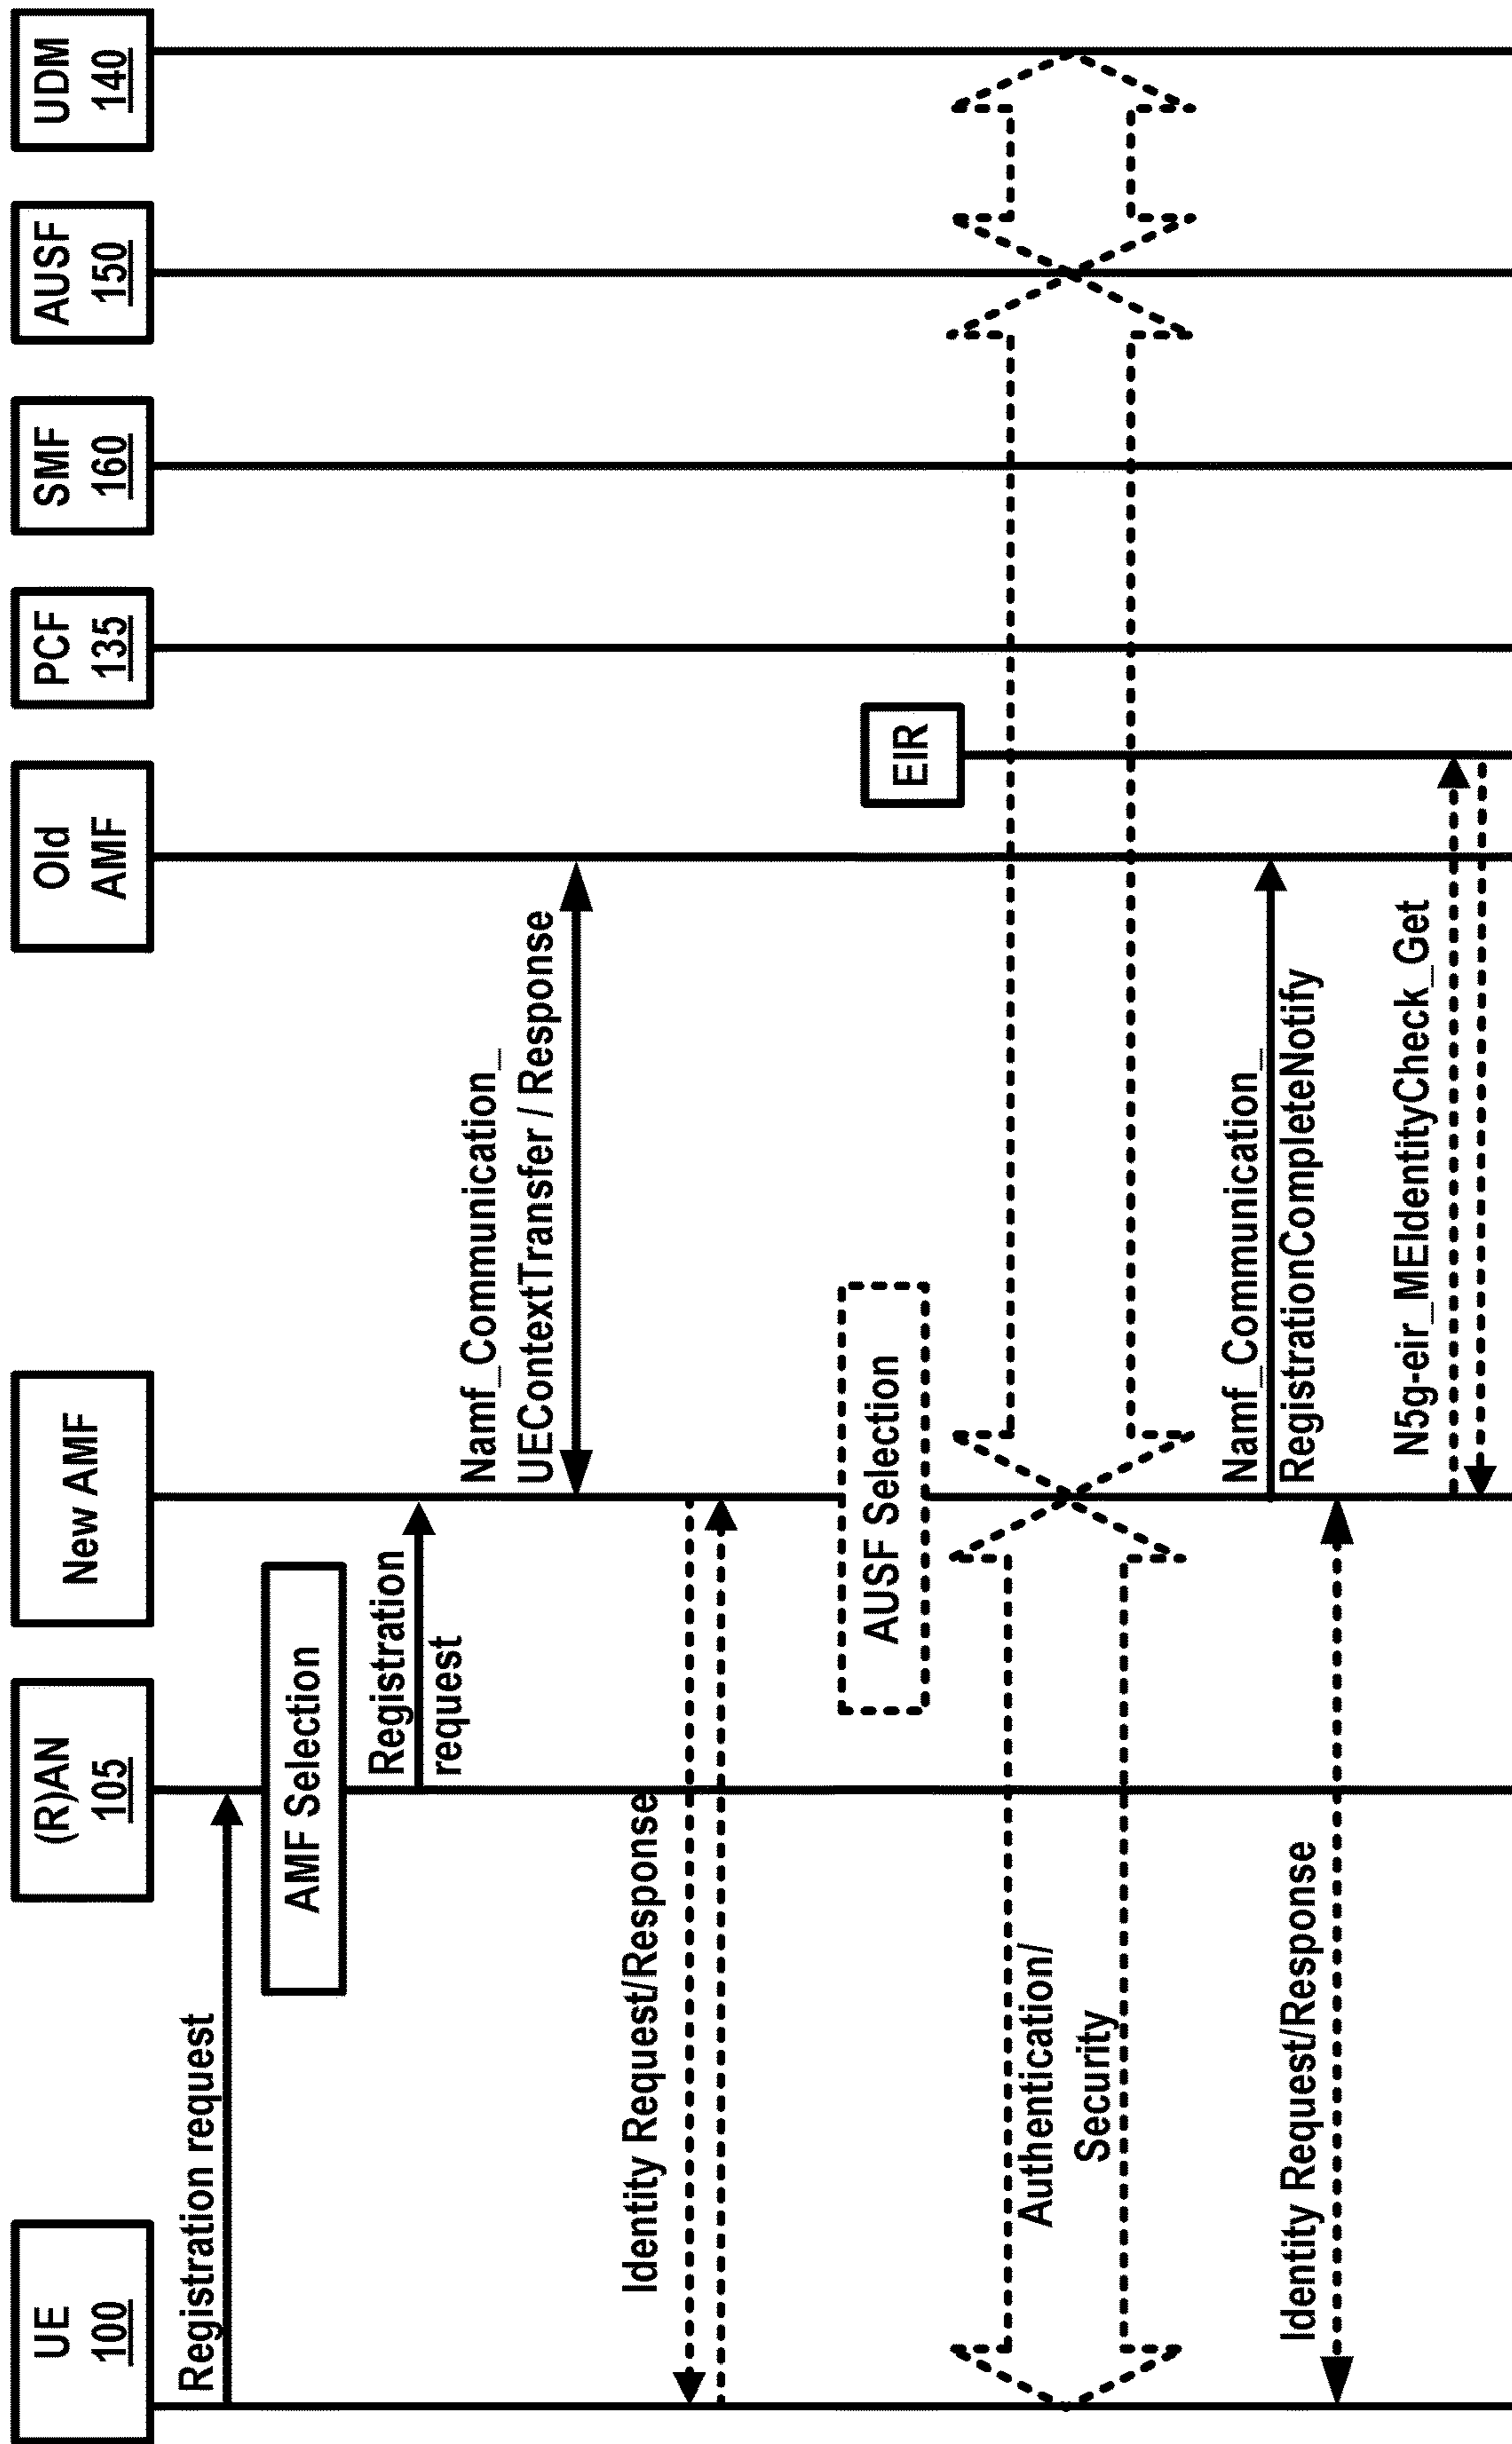 UE
100
(R)AN
105
New AMF
Old
AMF
PCF
135
SMF
160
AUSF
150
UDM
140
Registration request
AMF Selection
Registration
request
Namf_Communication_
UEContextTransfer / Response
Identity Request/Response
AUSF Selection
EIR
Authentication/
Security
Namf_Communication_
RegistrationCompleteNotify
Identity Request/Response
N5g-eir_MEIdentityCheck_Get